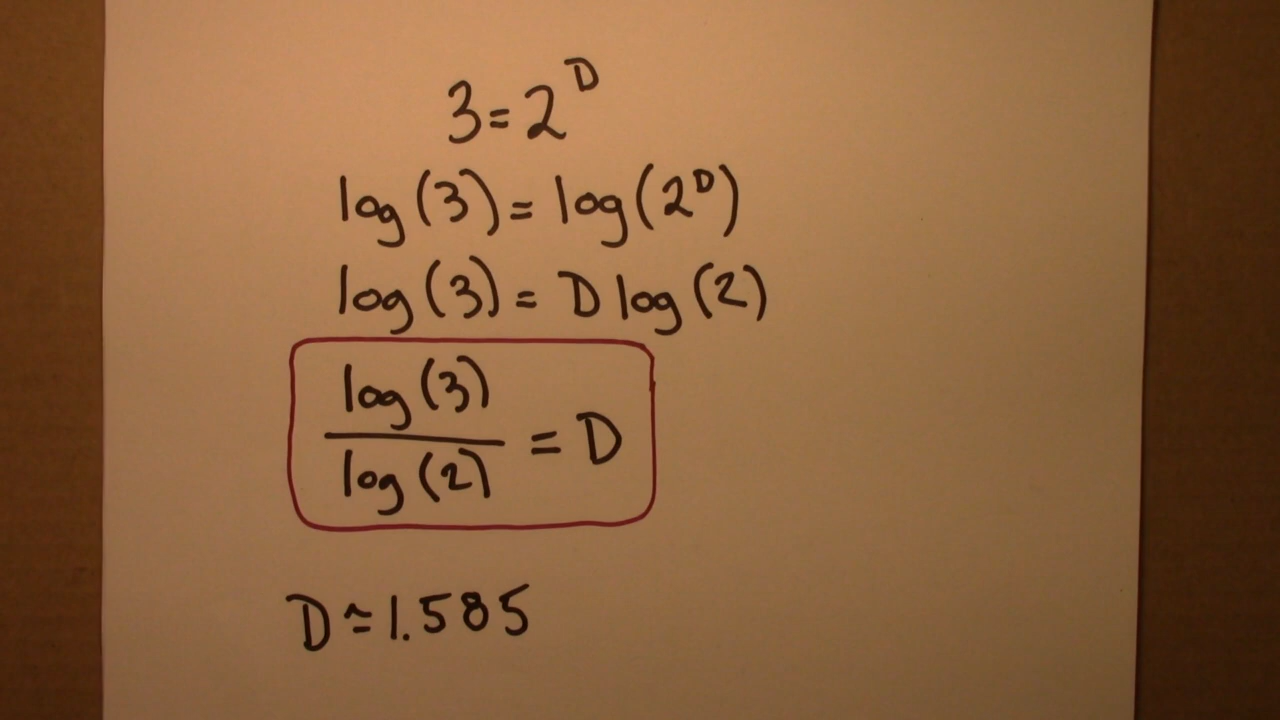 3=2^D
log(3)=log(2^D)
log(3)=D log(2)
log(3)/log(2) = D
D≃1.585